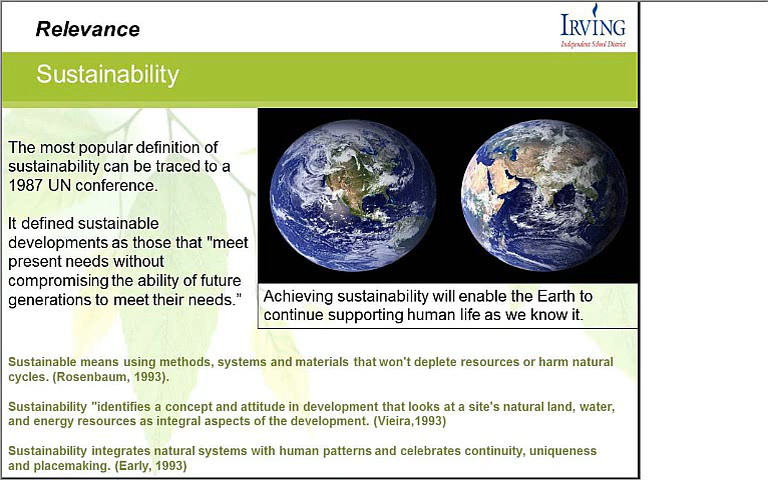 Relevance
IRVING
Independent School District
Sustainability
The most popular definition of
sustainability can be traced to a
1987 UN conference.
It defined sustainable
developments as those that "meet
present needs without
compromising the ability of future
generations to meet their needs.”
Achieving sustainability will enable the Earth to
continue supporting human life as we know it.
Sustainable means using methods, systems and materials that won't deplete resources or harm natural
cycles. (Rosenbaum, 1993).
Sustainability "identifies a concept and attitude in development that looks at a site's natural land, water,
and energy resources as integral aspects of the development. (Vieira,1993)
Sustainability integrates natural systems with human patterns and celebrates continuity, uniqueness
and placemaking. (Early, 1993)